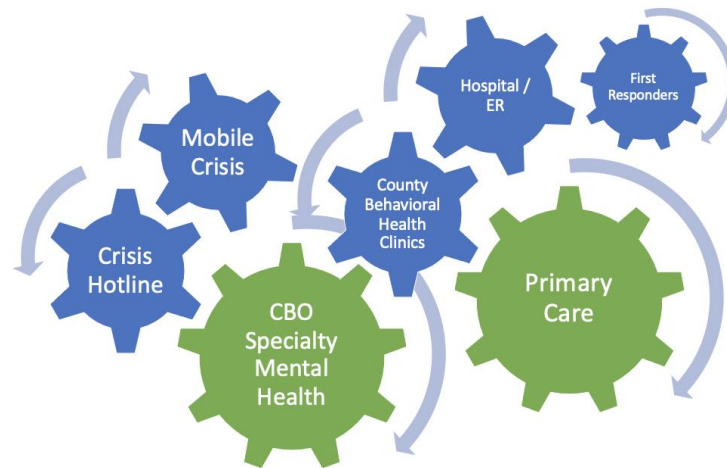 Hospital /
ER
First
Responders
Mobile
Crisis
County
Behavioral
Health
Clinics
Crisis
Hotline
Primary
Care
CBO
Specialty
Mental
Health